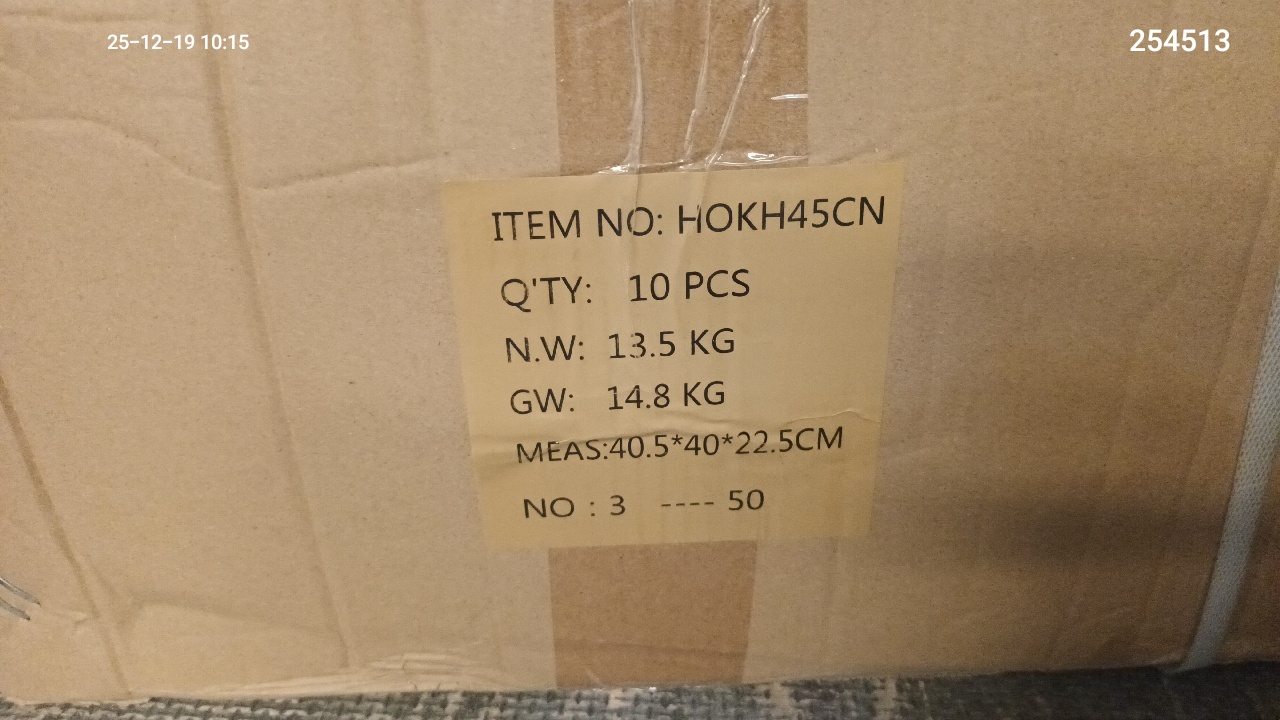 25-12-19 10:15
254513
ITEM NO: HOKH45CN
Q'TY: 10 PCS
N.W: 13.5 KG
GW: 14.8 KG
MEAS:40.5*40*22.5CM
NO : 3 ---- 50